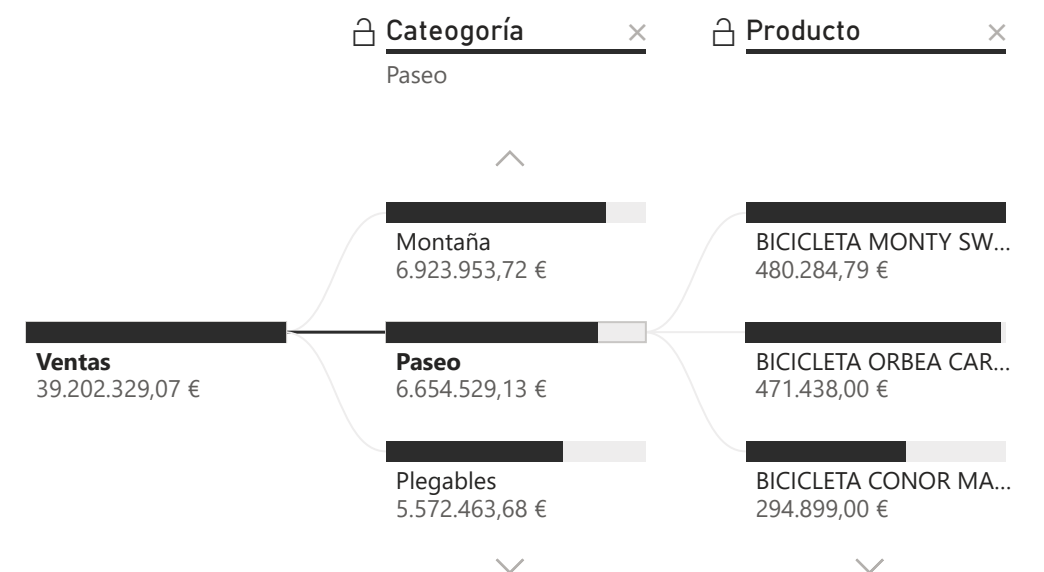 Cateogoría
Producto
Paseo
Montaña
6.923.953,72 €
BICICLETA MONTY SW...
480.284,79 €
Ventas
39.202.329,07 €
Paseo
6.654.529,13 €
BICICLETA ORBEA CAR...
471.438,00 €
Plegables
5.572.463,68 €
BICICLETA CONOR MA...
294.899,00 €